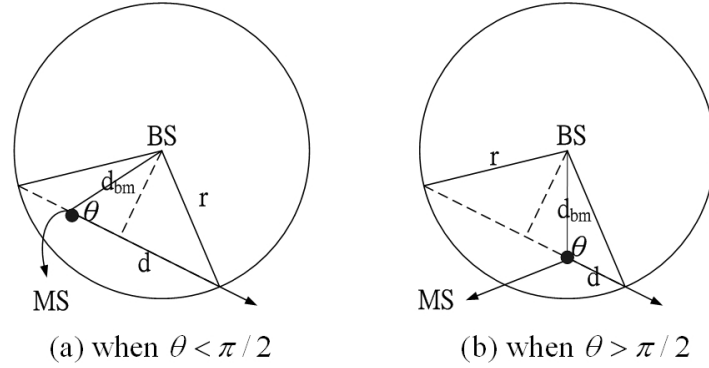 BS
d_bm
θ
r
d
MS
(a) when θ < π / 2
BS
r
d_bm
θ
d
MS
(b) when θ > π / 2